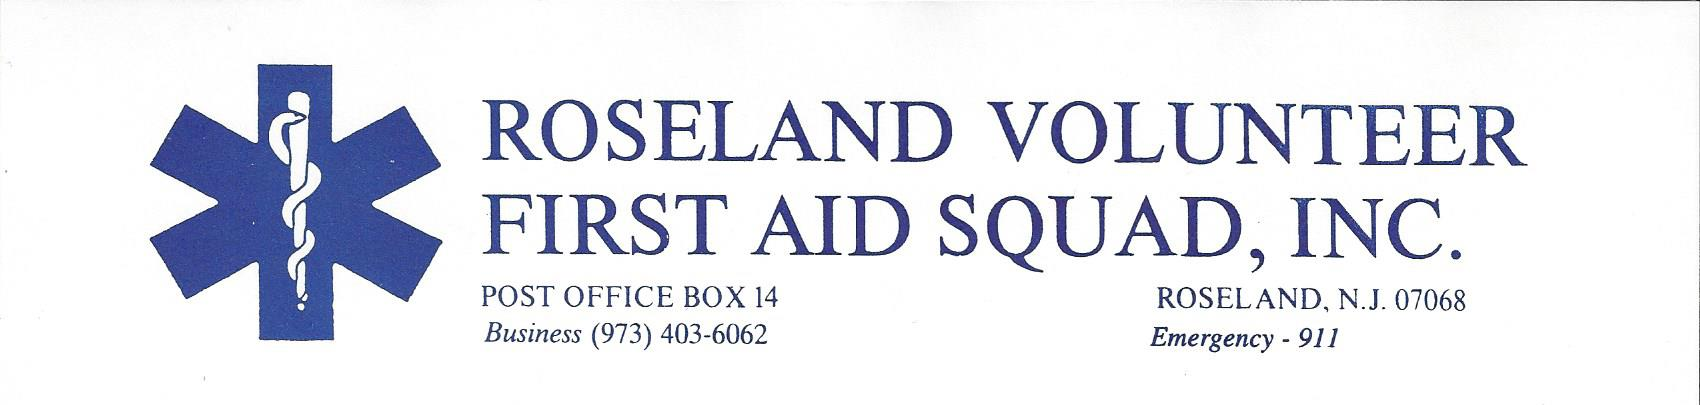 ROSELAND VOLUNTEER
FIRST AID SQUAD, INC.
POST OFFICE BOX 14 ROSELAND, N.J. 07068
Business (973) 403-6062 Emergency - 911